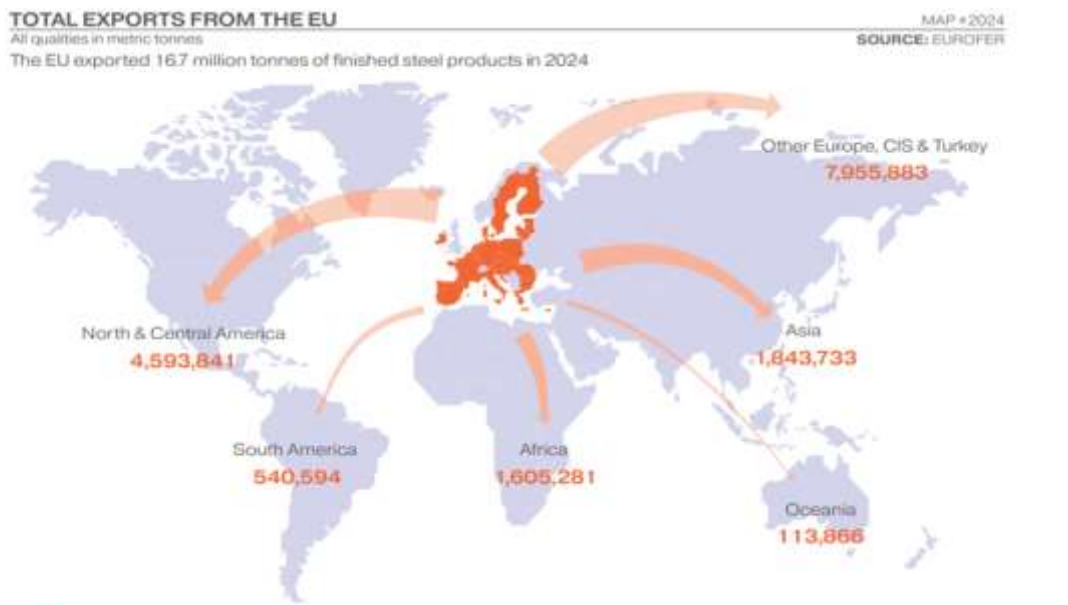 TOTAL EXPORTS FROM THE EU
MAP • 2024
All qualities in metric tonnes
SOURCE: EUROFER
The EU exported 16.7 million tonnes of finished steel products in 2024
Other Europe, CIS & Turkey
7,955,883
North & Central America
4,593,841
Asia
1,843,733
South America
540,594
Africa
1,605,281
Oceania
113,866